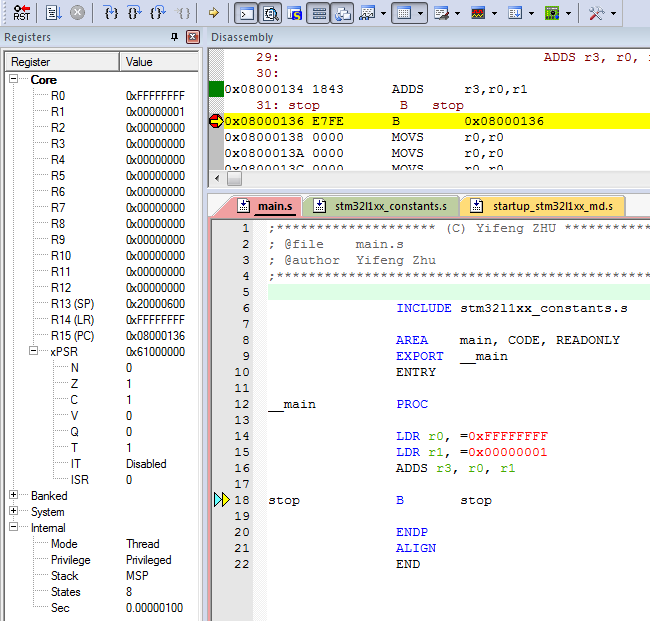 RST
Registers
Register Value
Core
R0 0xFFFFFFFF
R1 0x00000001
R2 0x00000000
R3 0x00000000
R4 0x00000000
R5 0x00000000
R6 0x00000000
R7 0x00000000
R8 0x00000000
R9 0x00000000
R10 0x00000000
R11 0x00000000
R12 0x00000000
R13 (SP) 0x20000600
R14 (LR) 0xFFFFFFFF
R15 (PC) 0x08000136
xPSR 0x61000000
N 0
Z 1
C 1
V 0
Q 0
T 1
IT Disabled
ISR 0
Banked
System
Internal
Mode Thread
Privilege Privileged
Stack MSP
States 8
Sec 0.00000100
Disassembly
29: ADDS r3, r0,
30:
0x08000134 1843 ADDS r3,r0,r1
31: stop B stop
0x08000136 E7FE B 0x08000136
0x08000138 0000 MOVS r0,r0
0x0800013A 0000 MOVS r0,r0
0x0800013C 0000 MOVS r0,r0
main.s stm32l1xx_constants.s startup_stm32l1xx_md.s
1 ;******************** (C) Yifeng ZHU ***********
2 ; @file main.s
3 ; @author Yifeng Zhu
4 ;***********************************************
5
6 INCLUDE stm32l1xx_constants.s
7
8 AREA main, CODE, READONLY
9 EXPORT __main
10 ENTRY
11
12 __main PROC
13
14 LDR r0, =0xFFFFFFFF
15 LDR r1, =0x00000001
16 ADDS r3, r0, r1
17
18 stop B stop
19
20 ENDP
21 ALIGN
22 END